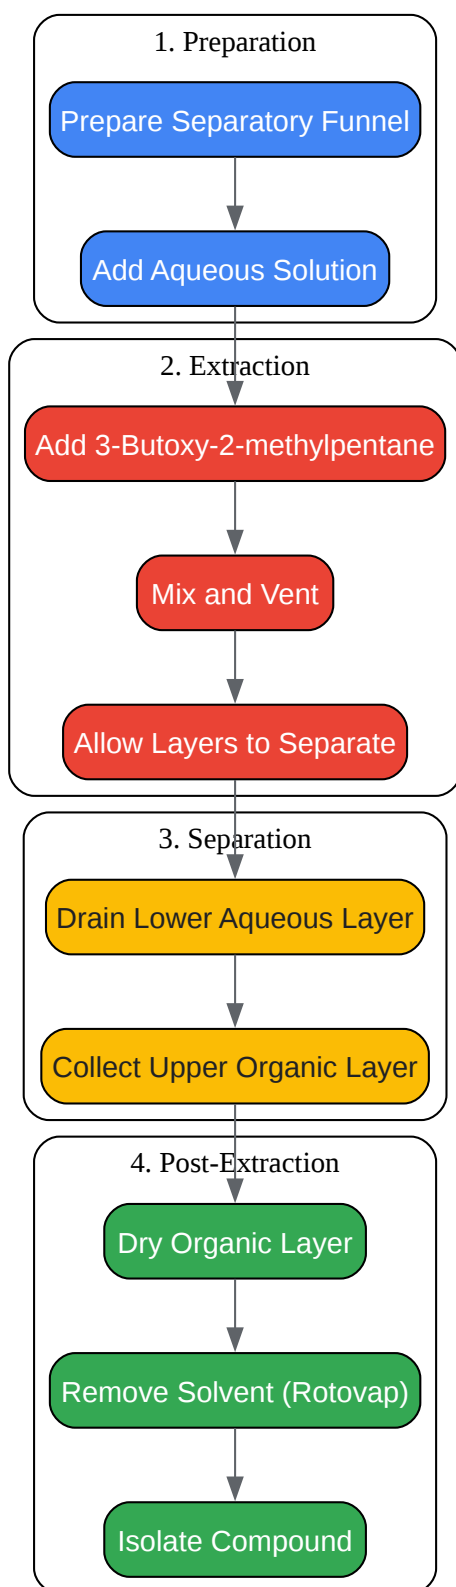 1. Preparation
Prepare Separatory Funnel
Add Aqueous Solution
2. Extraction
Add 3-Butoxy-2-methylpentane
Mix and Vent
Allow Layers to Separate
3. Separation
Drain Lower Aqueous Layer
Collect Upper Organic Layer
4. Post-Extraction
Dry Organic Layer
Remove Solvent (Rotovap)
Isolate Compound